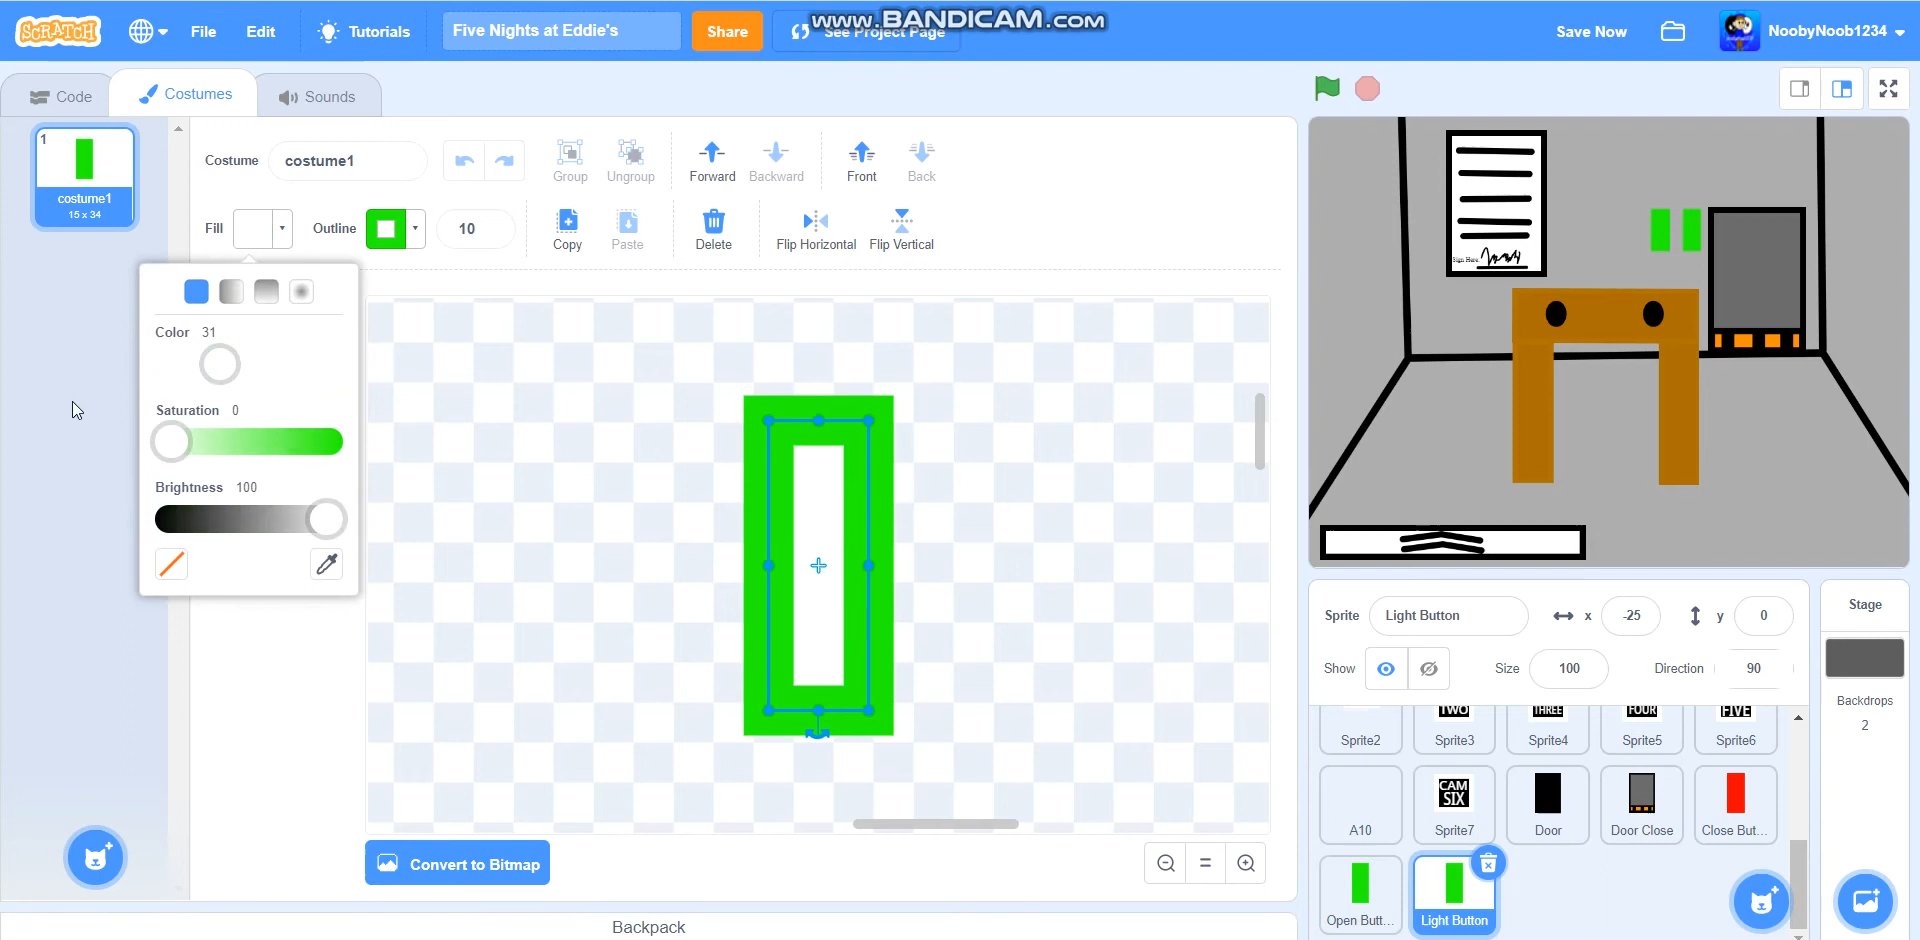 SCRATCH
File
Edit
Tutorials
Five Nights at Eddie's
Share
See Project Page
www.BANDICAM.com
Save Now
NoobyNoob1234
Code
Costumes
Sounds
1
costume1
15 x 34
Costume
costume1
Group
Ungroup
Forward
Backward
Front
Back
Fill
Outline
10
Copy
Paste
Delete
Flip Horizontal
Flip Vertical
Color 31
Saturation 0
Brightness 100
Convert to Bitmap
Backpack
Sign Here:
Sprite
Light Button
x
-25
y
0
Show
Size
100
Direction
90
Stage
Backdrops
2
TWO
THREE
FOUR
FIVE
Sprite2
Sprite3
Sprite4
Sprite5
Sprite6
CAM
SIX
A10
Sprite7
Door
Door Close
Close But...
Open Butt...
Light Button